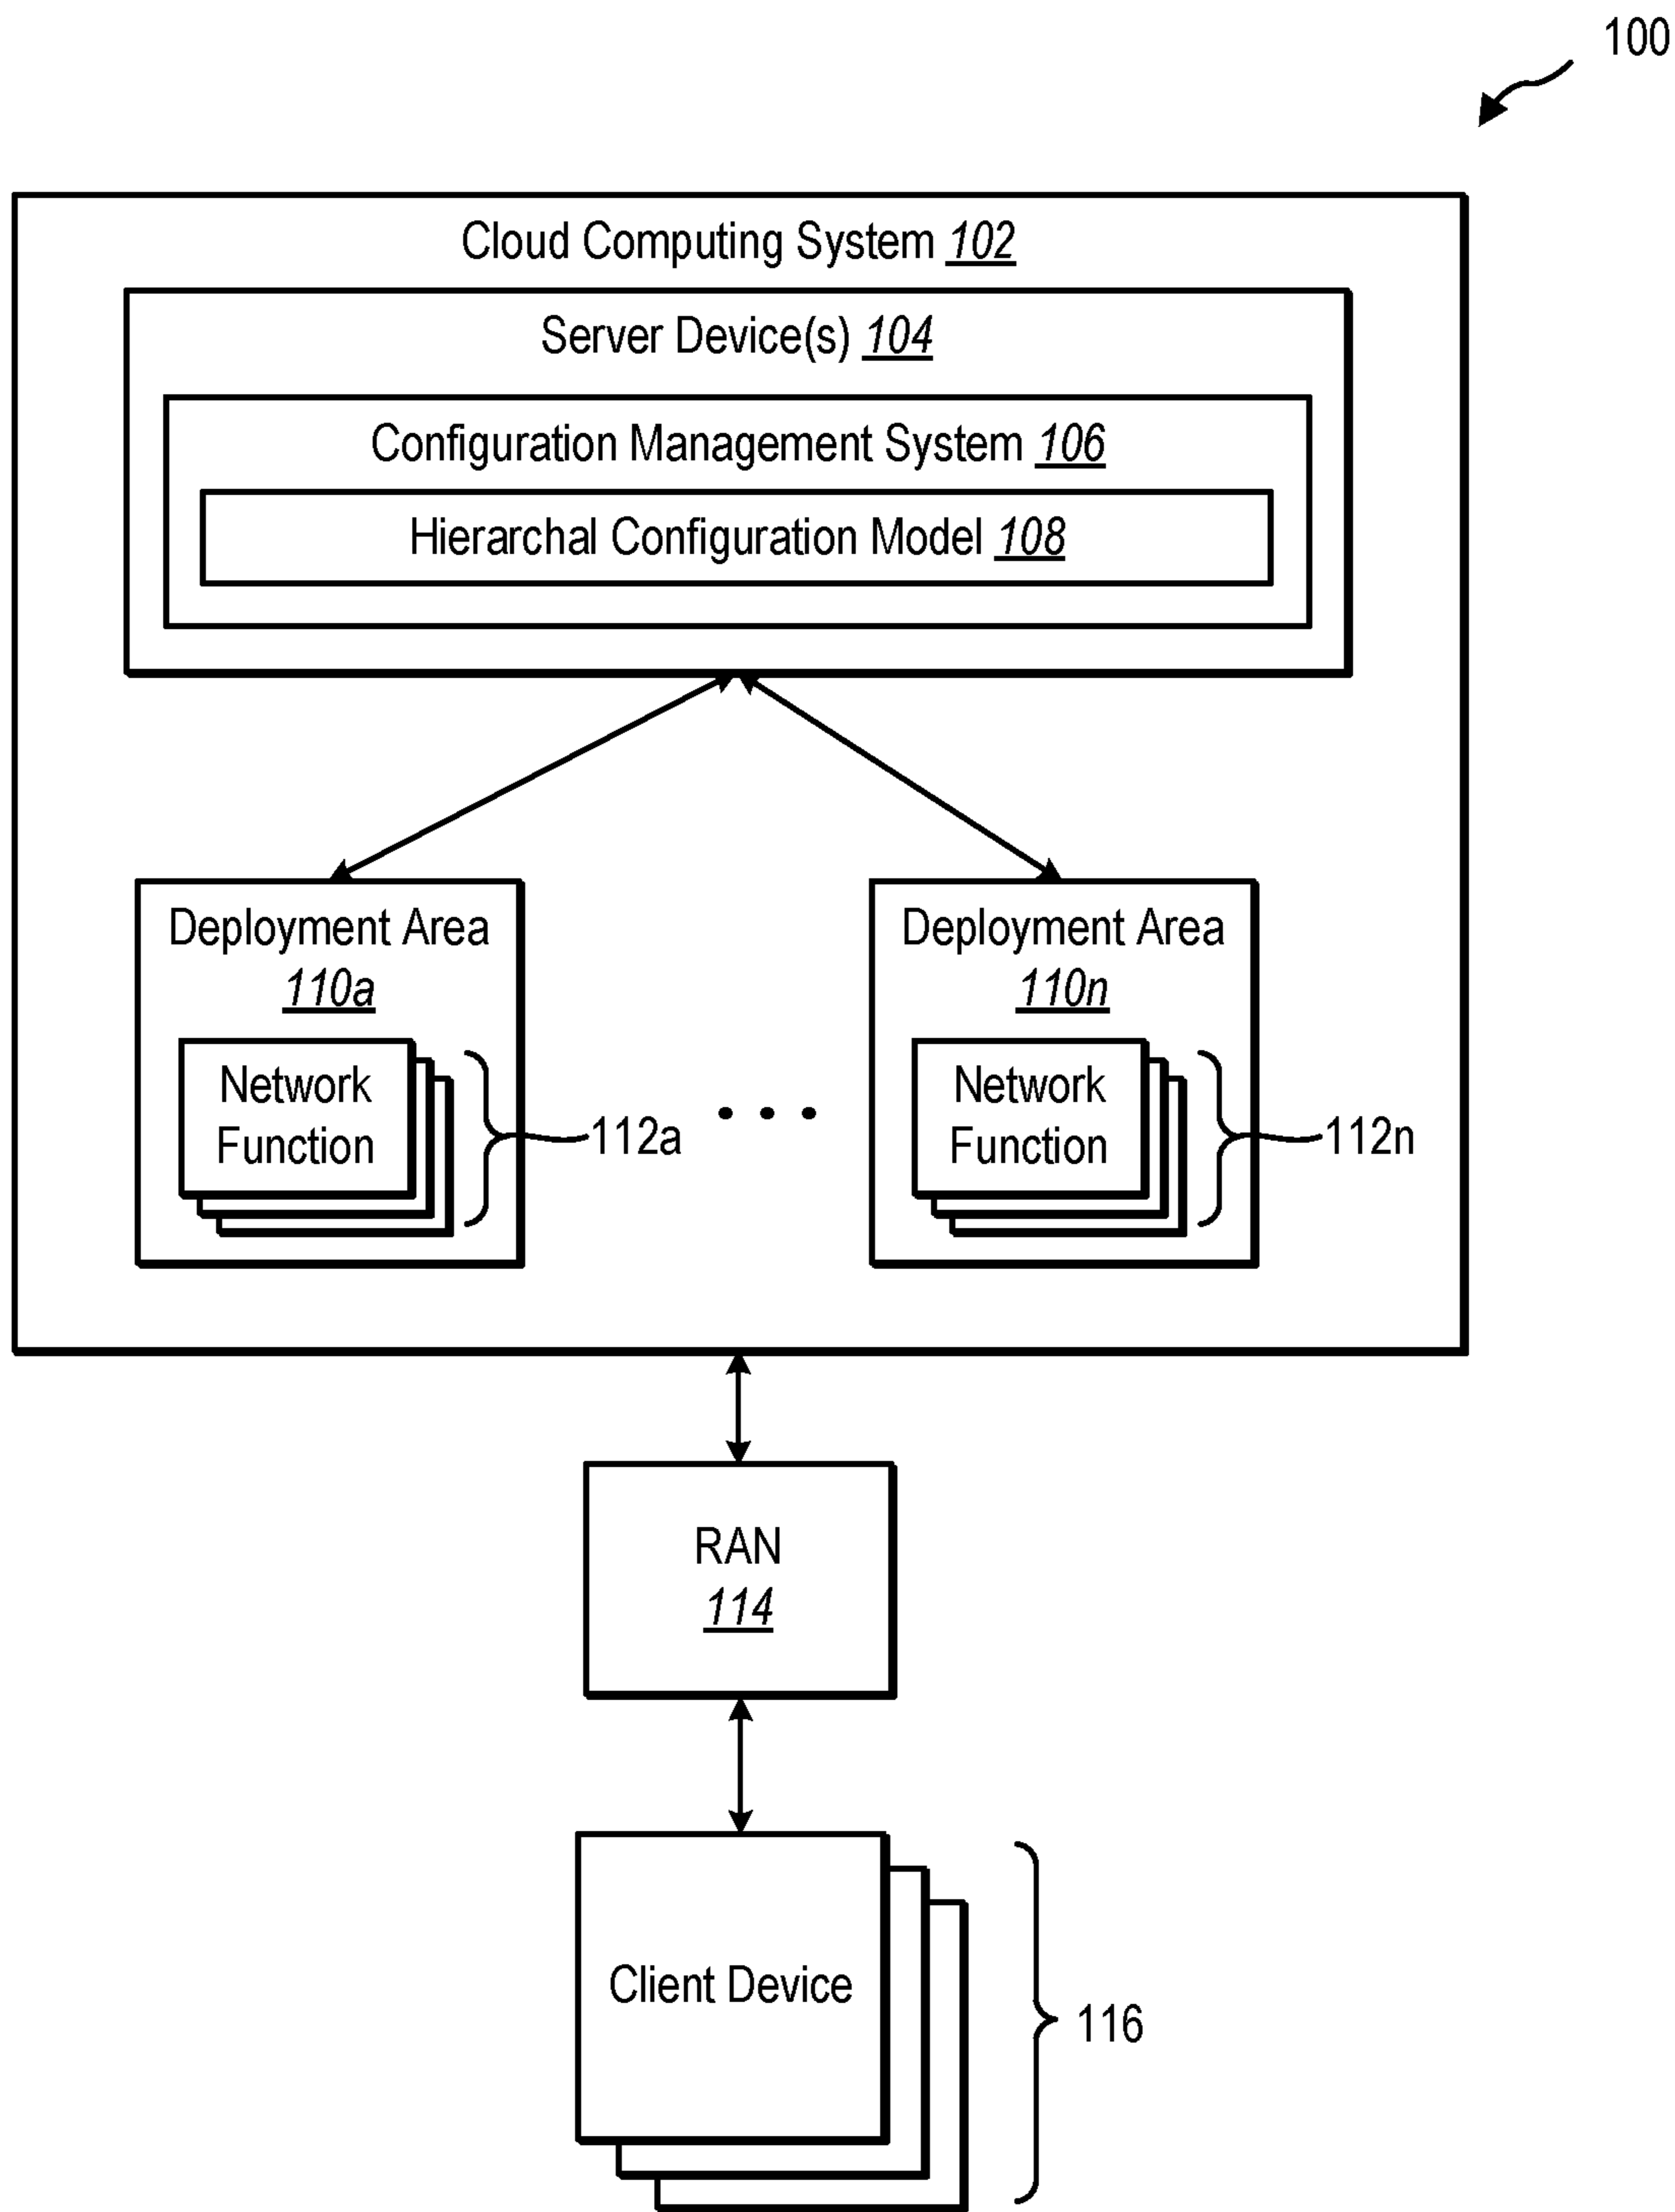 100
Cloud Computing System 102
Server Device(s) 104
Configuration Management System 106
Hierarchal Configuration Model 108
Deployment Area
110a
Network
Function
112a
Deployment Area
110n
Network
Function
112n
RAN
114
Client Device
116